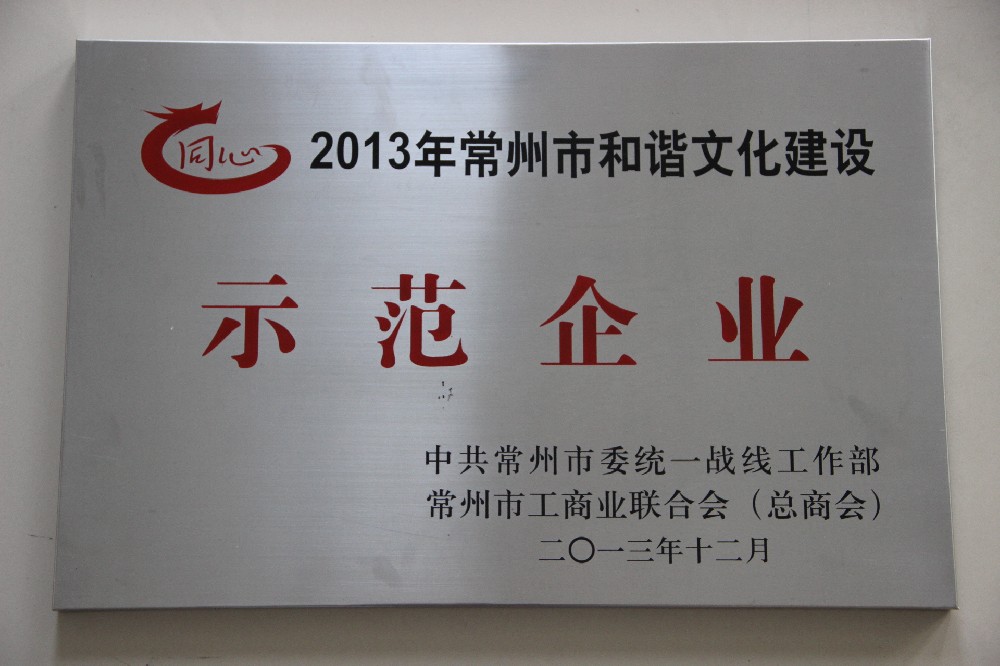 同心
2013年常州市和谐文化建设
示范企业
中共常州市委统一战线工作部
常州市工商业联合会（总商会）
二〇一三年十二月